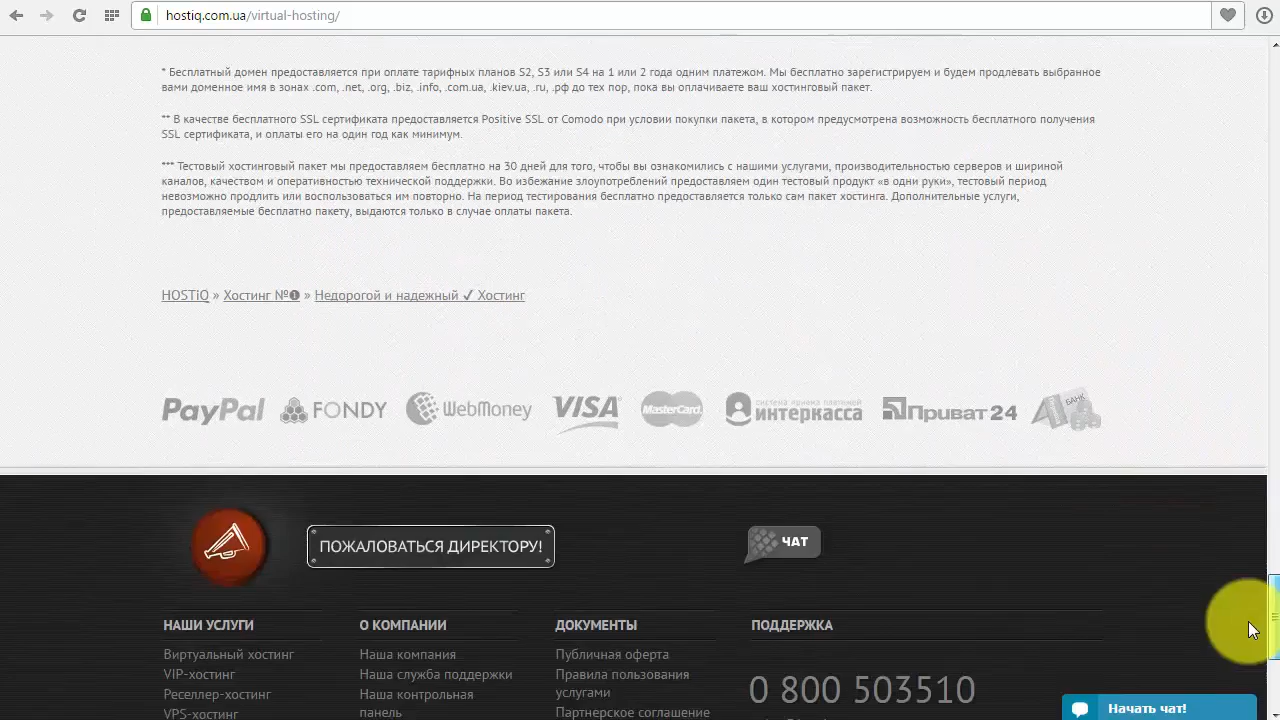 hostiq.com.ua/virtual-hosting/
* Бесплатный домен предоставляется при оплате тарифных планов S2, S3 или S4 на 1 или 2 года одним платежом. Мы бесплатно зарегистрируем и будем продлевать выбранное
вами доменное имя в зонах .com, .net, .org, .biz, .info, .com.ua, .kiev.ua, .ru, .рф до тех пор, пока вы оплачиваете ваш хостинговый пакет.
** В качестве бесплатного SSL сертификата предоставляется Positive SSL от Comodo при условии покупки пакета, в котором предусмотрена возможность бесплатного получения
SSL сертификата, и оплаты его на один год как минимум.
*** Тестовый хостинговый пакет мы предоставляем бесплатно на 30 дней для того, чтобы вы ознакомились с нашими услугами, производительностью серверов и шириной
каналов, качеством и оперативностью технической поддержки. Во избежание злоупотреблений предоставляем один тестовый продукт «в одни руки», тестовый период
невозможно продлить или воспользоваться им повторно. На период тестирования бесплатно предоставляется только сам пакет хостинга. Дополнительные услуги,
предоставляемые бесплатно пакету, выдаются только в случае оплаты пакета.
HOSTiQ » Хостинг №❶ » Недорогой и надежный ✓ Хостинг
PayPal FONDY WebMoney VISA MasterCard система приема платежей интеркасса Приват24 БАНК
ПОЖАЛОВАТЬСЯ ДИРЕКТОРУ! ЧАТ
НАШИ УСЛУГИ
Виртуальный хостинг
VIP-хостинг
Реселлер-хостинг
VPS-хостинг
О КОМПАНИИ
Наша компания
Наша служба поддержки
Наша контрольная
панель
ДОКУМЕНТЫ
Публичная оферта
Правила пользования
услугами
Партнерское соглашение
ПОДДЕРЖКА
0 800 503510
Начать чат!